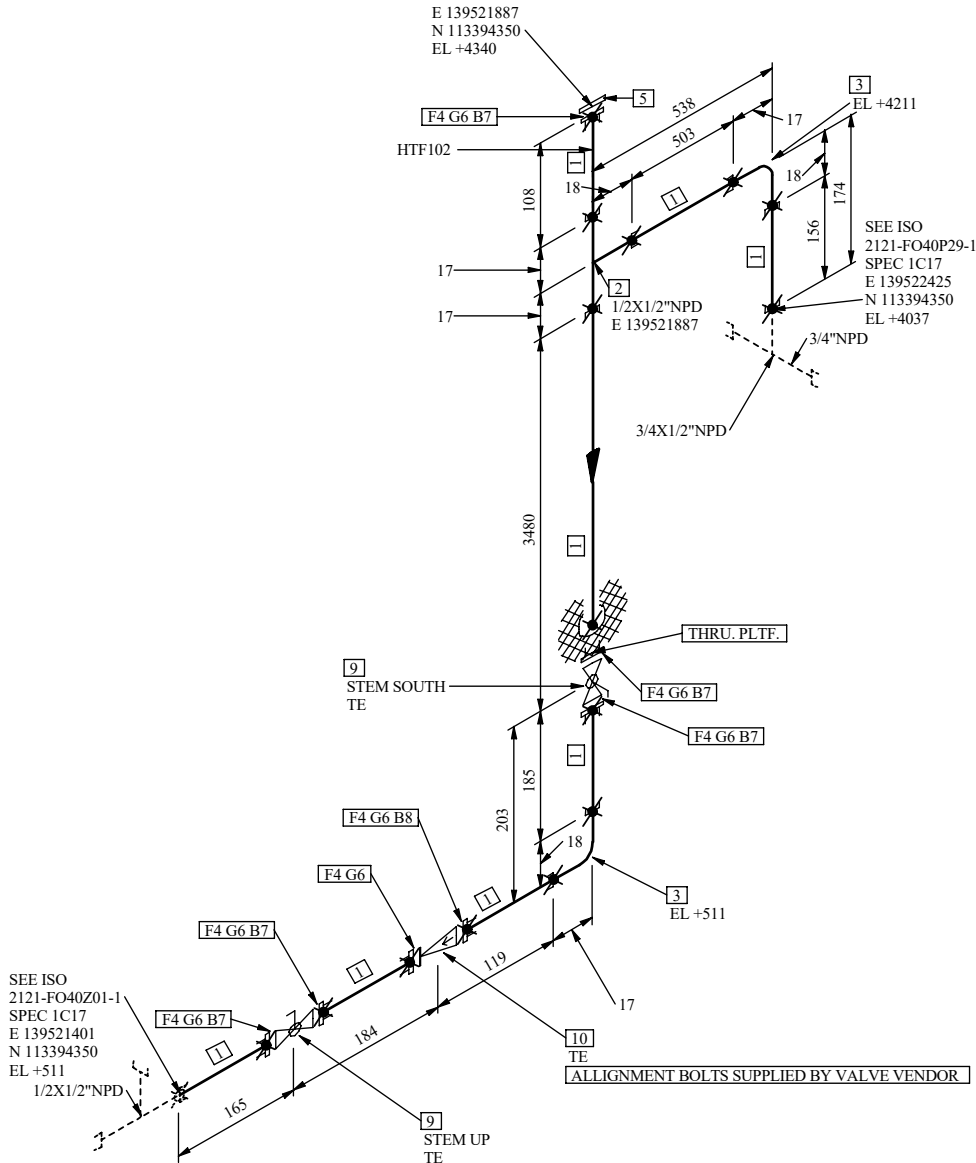 E 139521887
N 113394350
EL +4340
5
F4 G6 B7
HTF102
1
538
503
17
18
1
3
EL +4211
18
174
156
1
108
17
17
2
1/2X1/2"NPD
E 139521887
SEE ISO
2121-FO40P29-1
SPEC 1C17
E 139522425
N 113394350
EL +4037
3/4"NPD
3/4X1/2"NPD
3480
1
THRU. PLTF.
9
STEM SOUTH
TE
F4 G6 B7
F4 G6 B7
1
185
203
18
F4 G6 B8
F4 G6
1
3
EL +511
F4 G6 B7
1
119
17
SEE ISO
2121-FO40Z01-1
SPEC 1C17
E 139521401
N 113394350
EL +511
1/2X1/2"NPD
F4 G6 B7
1
184
10
TE
ALLIGNMENT BOLTS SUPPLIED BY VALVE VENDOR
165
9
STEM UP
TE